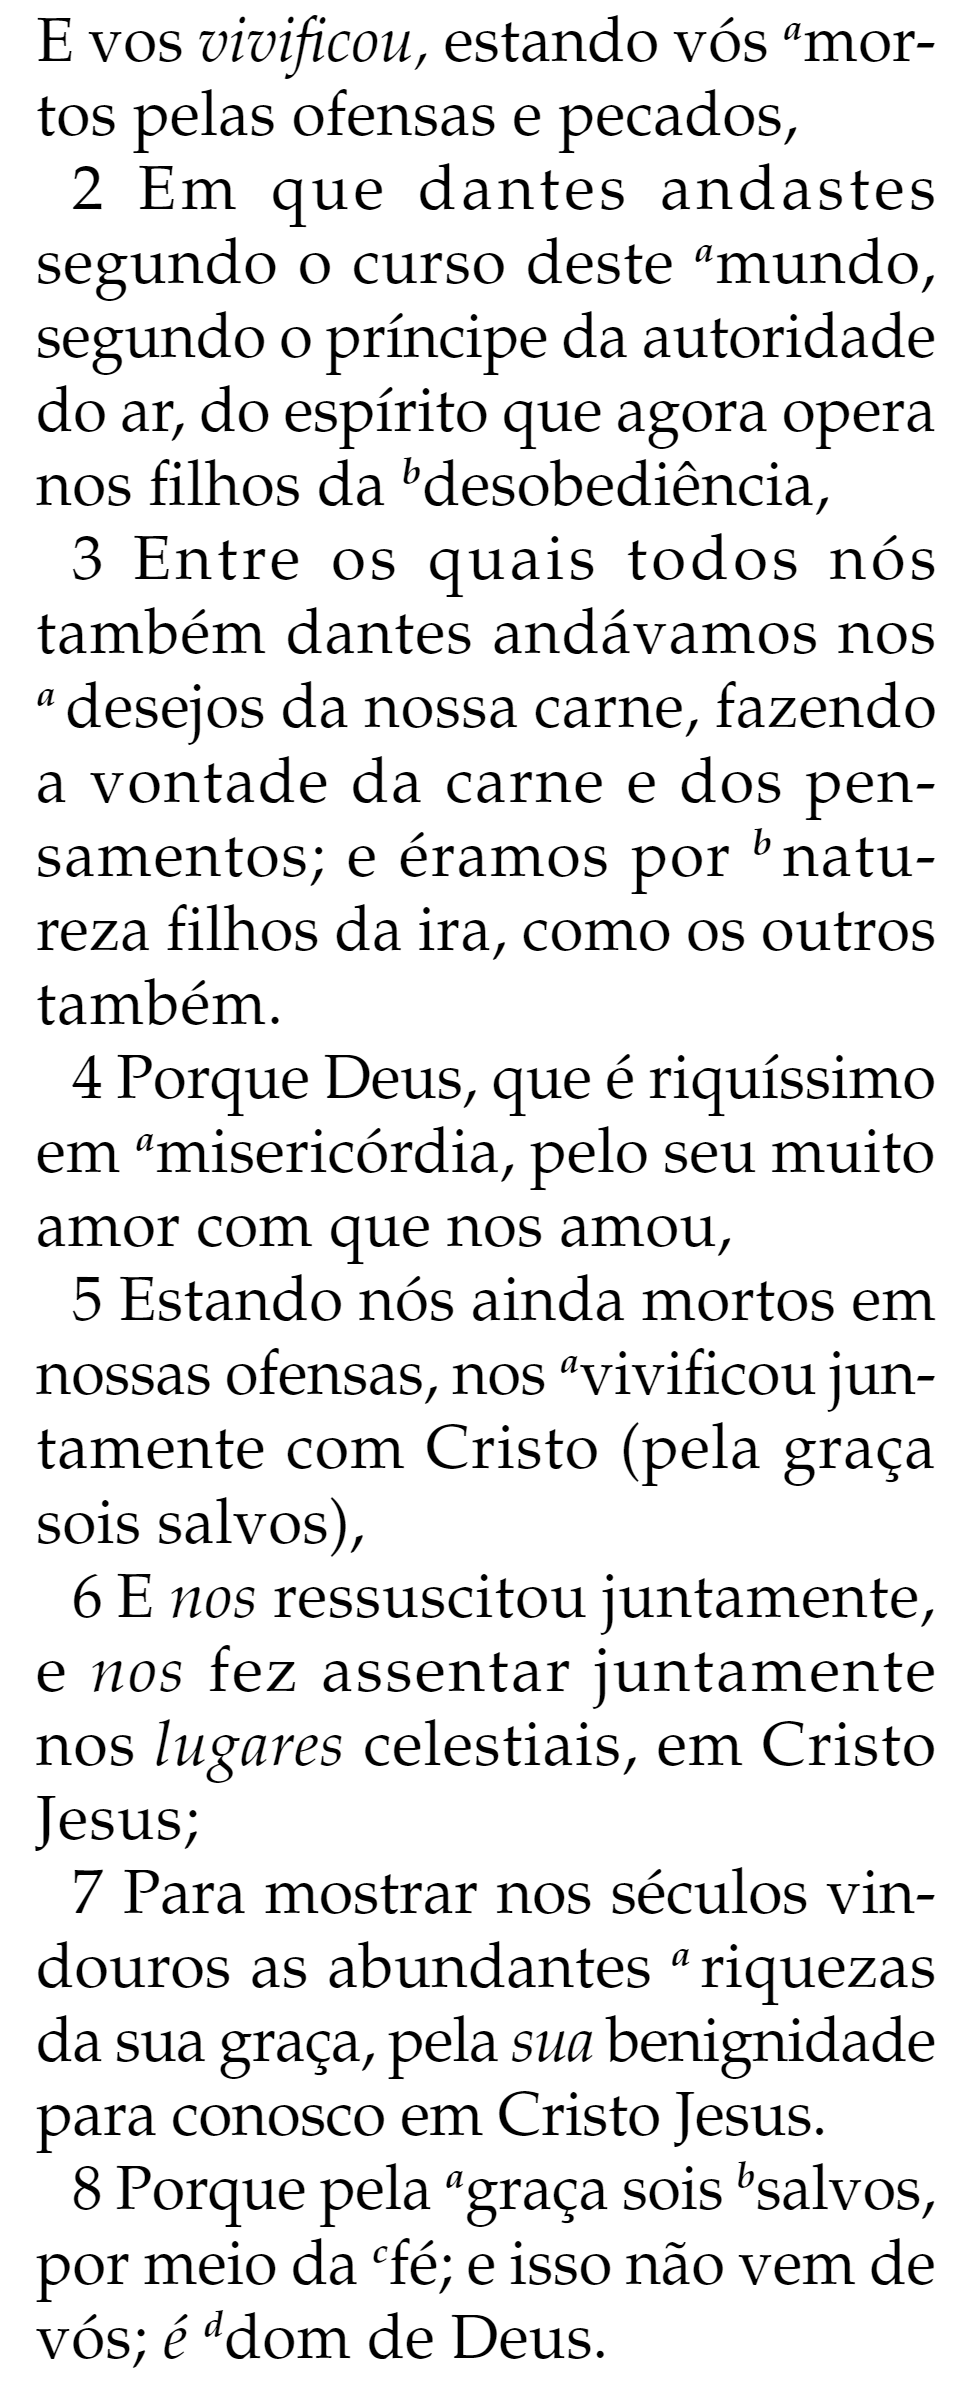 E vos vivificou, estando vós ᵃmor-
tos pelas ofensas e pecados,
2 Em que dantes andastes
segundo o curso deste ᵃmundo,
segundo o príncipe da autoridade
do ar, do espírito que agora opera
nos filhos da ᵇdesobediência,
3 Entre os quais todos nós
também dantes andávamos nos
ᵃ desejos da nossa carne, fazendo
a vontade da carne e dos pen-
samentos; e éramos por ᵇ natu-
reza filhos da ira, como os outros
também.
4 Porque Deus, que é riquíssimo
em ᵃmisericórdia, pelo seu muito
amor com que nos amou,
5 Estando nós ainda mortos em
nossas ofensas, nos ᵃvivificou jun-
tamente com Cristo (pela graça
sois salvos),
6 E nos ressuscitou juntamente,
e nos fez assentar juntamente
nos lugares celestiais, em Cristo
Jesus;
7 Para mostrar nos séculos vin-
douros as abundantes ᵃ riquezas
da sua graça, pela sua benignidade
para conosco em Cristo Jesus.
8 Porque pela ᵃgraça sois ᵇsalvos,
por meio da ᶜfé; e isso não vem de
vós; é ᵈdom de Deus.